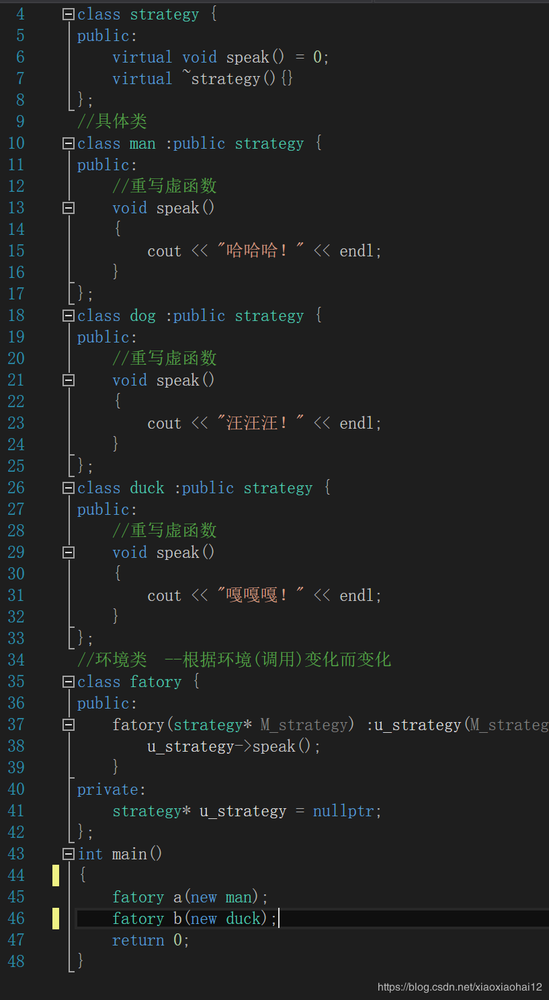 4 class strategy {
5 public:
6 virtual void speak() = 0;
7 virtual ~strategy(){}
8 };
9 //具体类
10 class man :public strategy {
11 public:
12 //重写虚函数
13 void speak()
14 {
15 cout << "哈哈哈! " << endl;
16 }
17 };
18 class dog :public strategy {
19 public:
20 //重写虚函数
21 void speak()
22 {
23 cout << "汪汪汪! " << endl;
24 }
25 };
26 class duck :public strategy {
27 public:
28 //重写虚函数
29 void speak()
30 {
31 cout << "嘎嘎嘎! " << endl;
32 }
33 };
34 //环境类 --根据环境(调用)变化而变化
35 class fatory {
36 public:
37 fatory(strategy* M_strategy) :u_strategy(M_strateg
38 u_strategy->speak();
39 }
40 private:
41 strategy* u_strategy = nullptr;
42 };
43 int main()
44 {
45 fatory a(new man);
46 fatory b(new duck);
47 return 0;
48 }
https://blog.csdn.net/xiaoxiaohai12